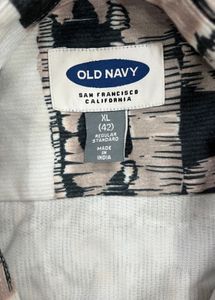 OLD NAVY
SAN FRANCISCO
CALIFORNIA
XL
(42)
REGULAR
STANDARD
MADE IN
INDIA